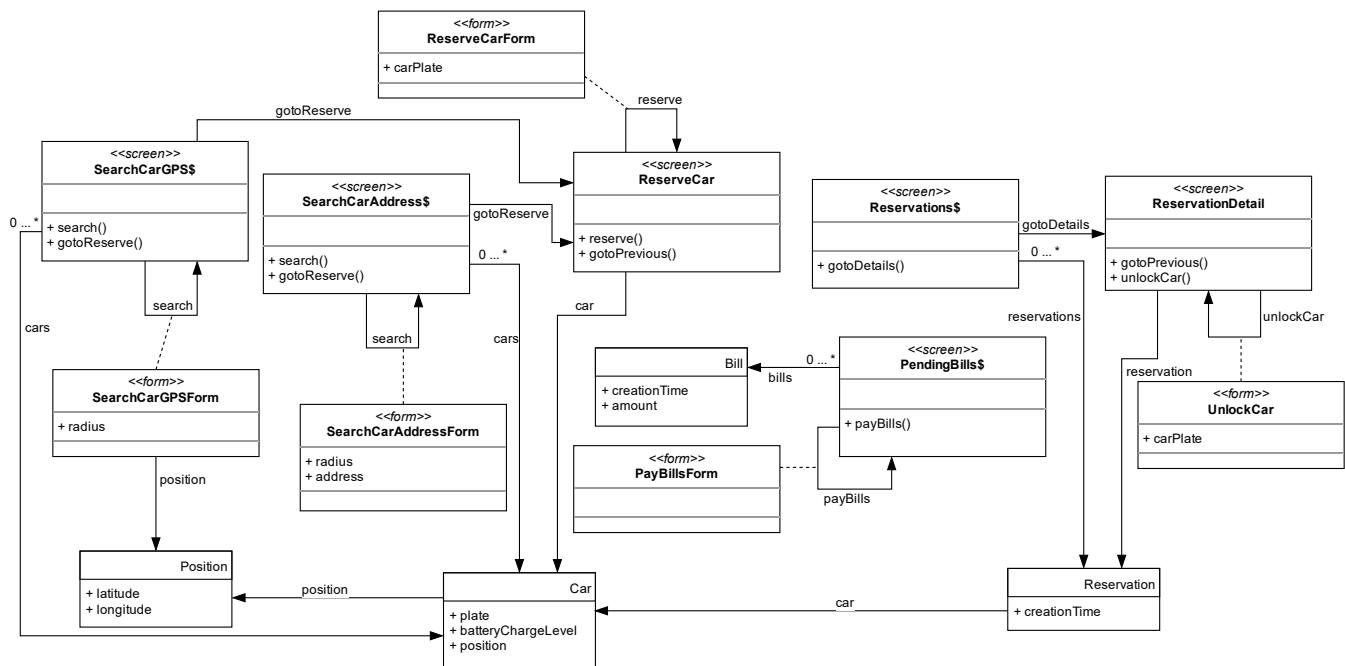 <<form>>
ReserveCarForm
+ carPlate
reserve
gotoReserve
<<screen>>
SearchCarGPS$
+ search()
+ gotoReserve()
0 ... *
search
cars
<<screen>>
SearchCarAddress$
+ search()
+ gotoReserve()
gotoReserve
0 ... *
search
cars
<<screen>>
ReserveCar
+ reserve()
+ gotoPrevious()
car
<<screen>>
Reservations$
+ gotoDetails()
gotoDetails
0 ... *
reservations
<<screen>>
ReservationDetail
+ gotoPrevious()
+ unlockCar()
unlockCar
reservation
<<form>>
SearchCarGPSForm
+ radius
position
<<form>>
SearchCarAddressForm
+ radius
+ address
Bill
+ creationTime
+ amount
0 ... *
bills
<<screen>>
PendingBills$
+ payBills()
payBills
<<form>>
PayBillsForm
<<form>>
UnlockCar
+ carPlate
Position
+ latitude
+ longitude
position
Car
+ plate
+ batteryChargeLevel
+ position
car
Reservation
+ creationTime